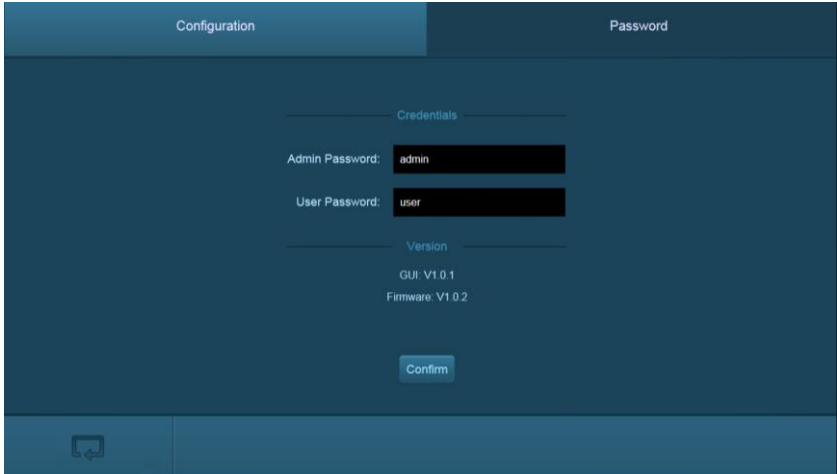 Configuration
Password
Credentials
Admin Password: admin
User Password: user
Version
GUI: V1.0.1
Firmware: V1.0.2
Confirm